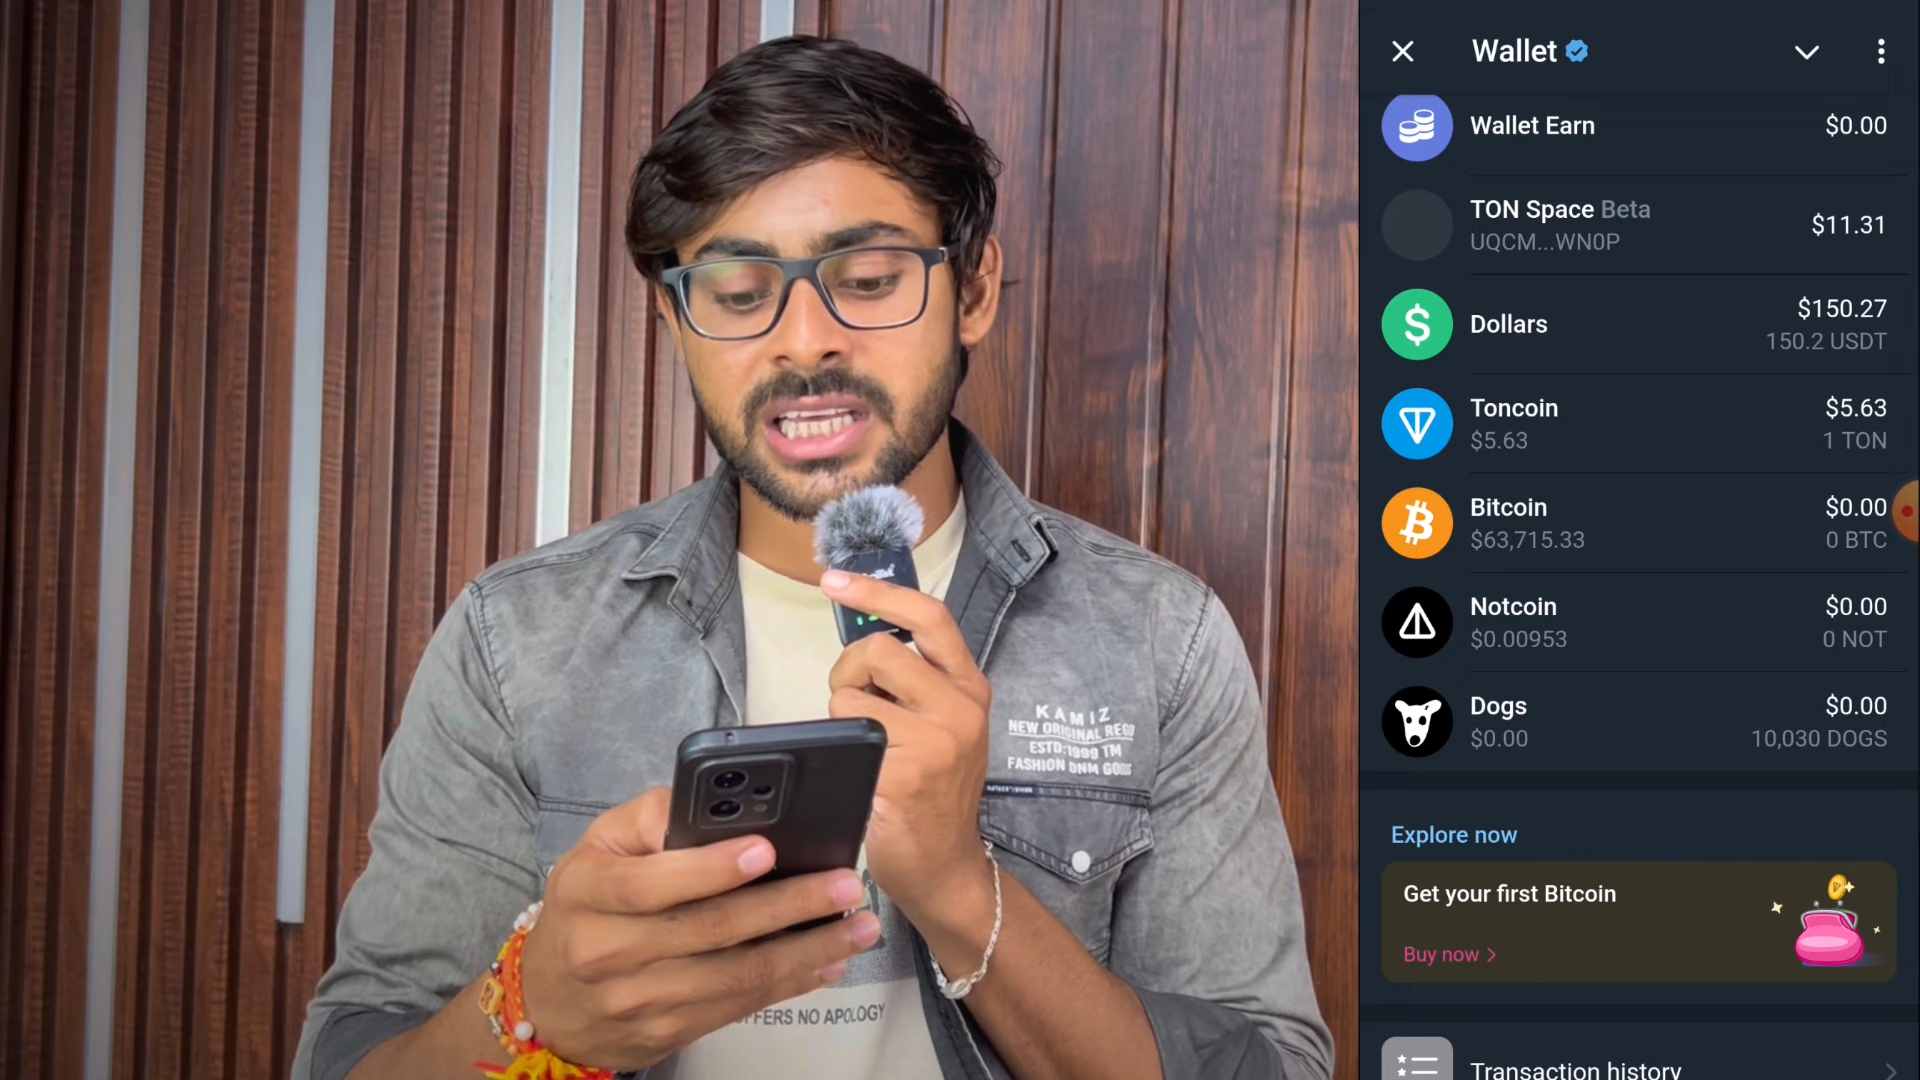 Wallet
Wallet Earn
$0.00
TON Space Beta
UQCM...WN0P
$11.31
Dollars
$150.27
150.2 USDT
Toncoin
$5.63
$5.63
1 TON
Bitcoin
$63,715.33
$0.00
0 BTC
Notcoin
$0.00953
$0.00
0 NOT
Dogs
$0.00
$0.00
10,030 DOGS
Explore now
Get your first Bitcoin
Buy now
Transaction history
KAMIZ
NEW ORIGINAL REGD
ESTD:1999 TM
FASHION DNM GODS
FFERS NO APOLOGY